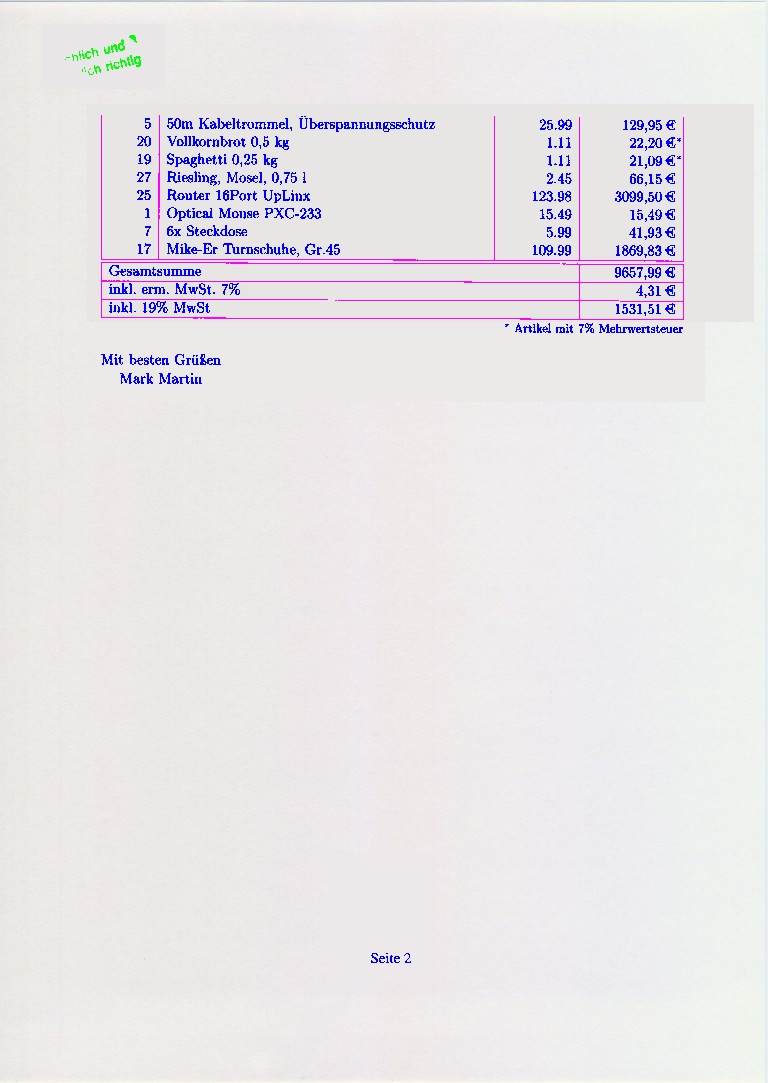 und
richtig
5 50m Kabeltrommel, Überspannungsschutz 25.99 129,95 €
20 Vollkornbrot 0,5 kg 1.11 22,20 €*
19 Spaghetti 0,25 kg 1.11 21,09 €*
27 Riesling, Mosel, 0,75 l 2.45 66,15 €
25 Router 16Port UpLinx 123.98 3099,50 €
1 Optical Mouse PXC-233 15.49 15,49 €
7 6x Steckdose 5.99 41,93 €
17 Mike-Er Turnschuhe, Gr.45 109.99 1869,83 €
Gesamtsumme 9657,99 €
inkl. erm. MwSt. 7% 4,31 €
inkl. 19% MwSt 1531,51 €
* Artikel mit 7% Mehrwertsteuer
Mit besten Grüßen
Mark Martin
Seite 2